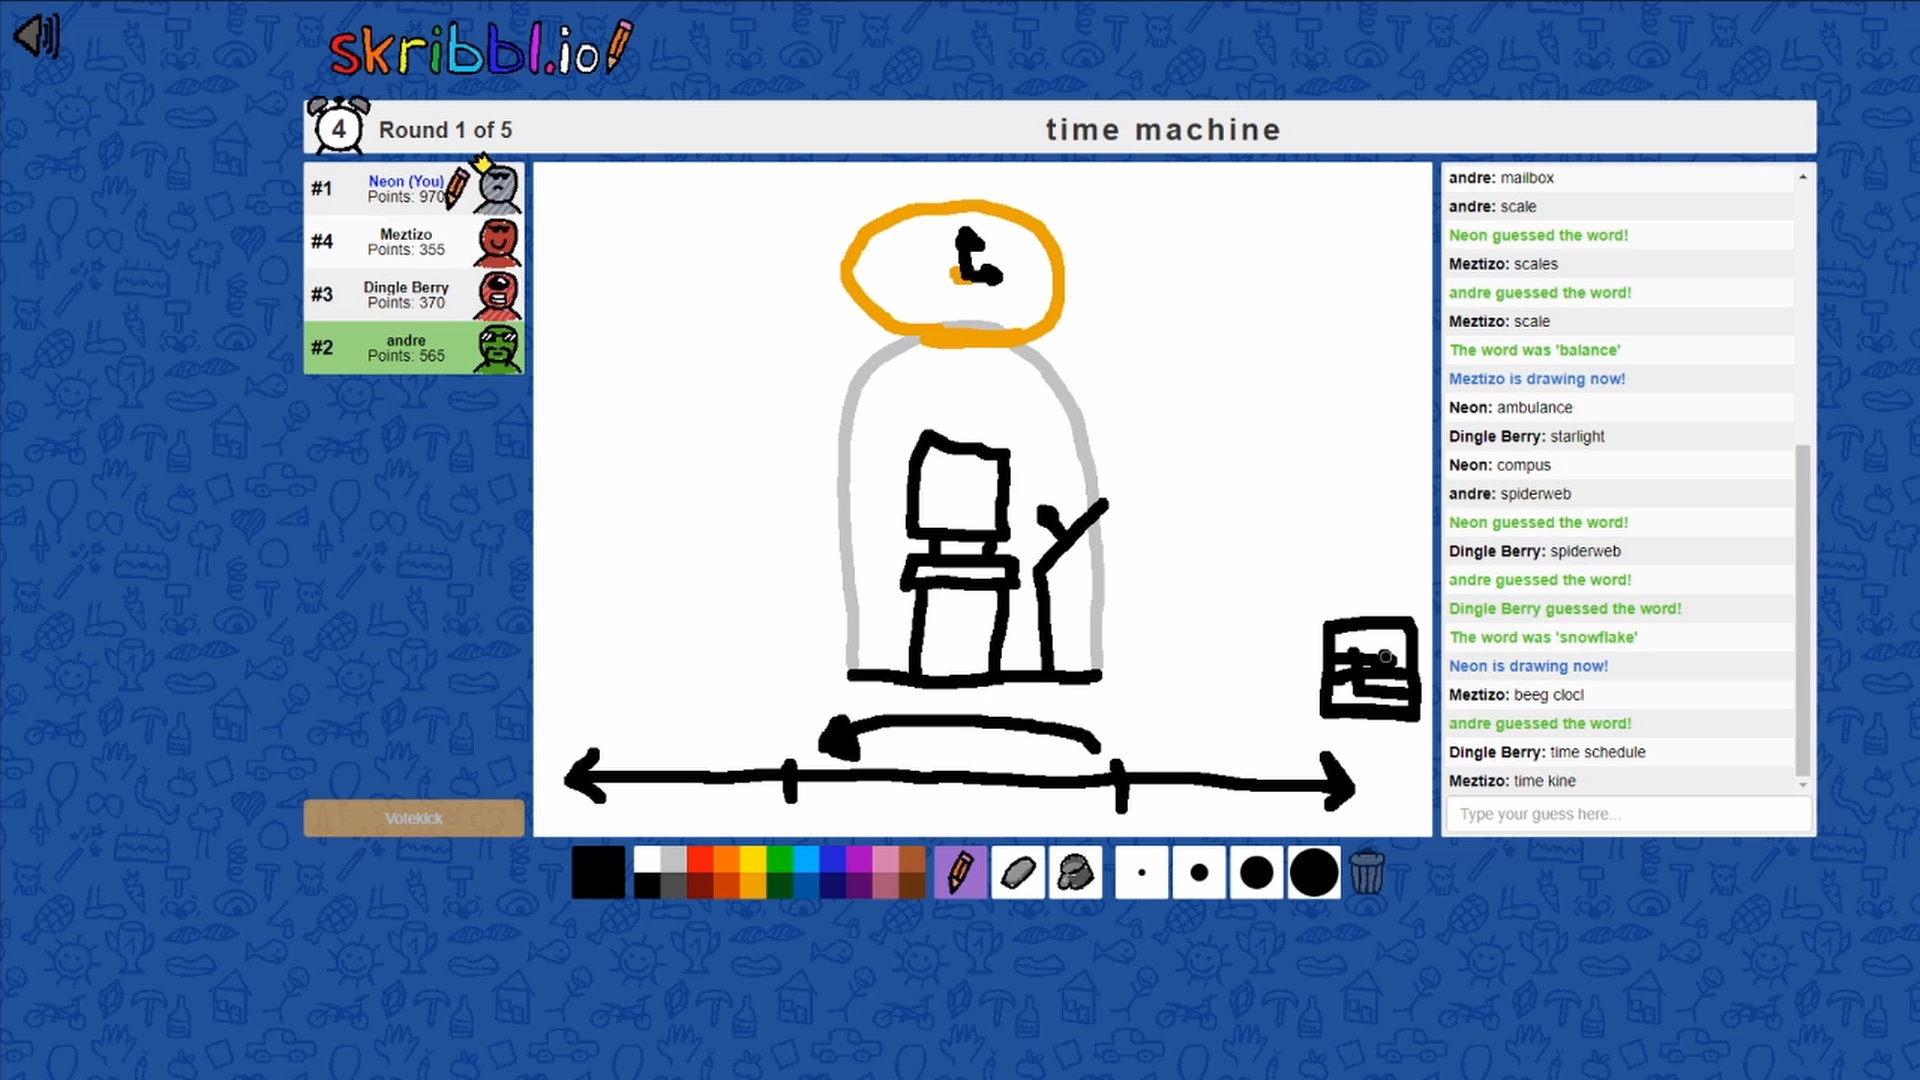 skribbl.io
4
Round 1 of 5
time machine
#1
Neon (You)
Points: 970
#4
Meztizo
Points: 355
#3
Dingle Berry
Points: 370
#2
andre
Points: 565
Votekick
andre: mailbox
andre: scale
Neon guessed the word!
Meztizo: scales
andre guessed the word!
Meztizo: scale
The word was 'balance'
Meztizo is drawing now!
Neon: ambulance
Dingle Berry: starlight
Neon: compus
andre: spiderweb
Neon guessed the word!
Dingle Berry: spiderweb
andre guessed the word!
Dingle Berry guessed the word!
The word was 'snowflake'
Neon is drawing now!
Meztizo: beeg clocl
andre guessed the word!
Dingle Berry: time schedule
Meztizo: time kine
Type your guess here...